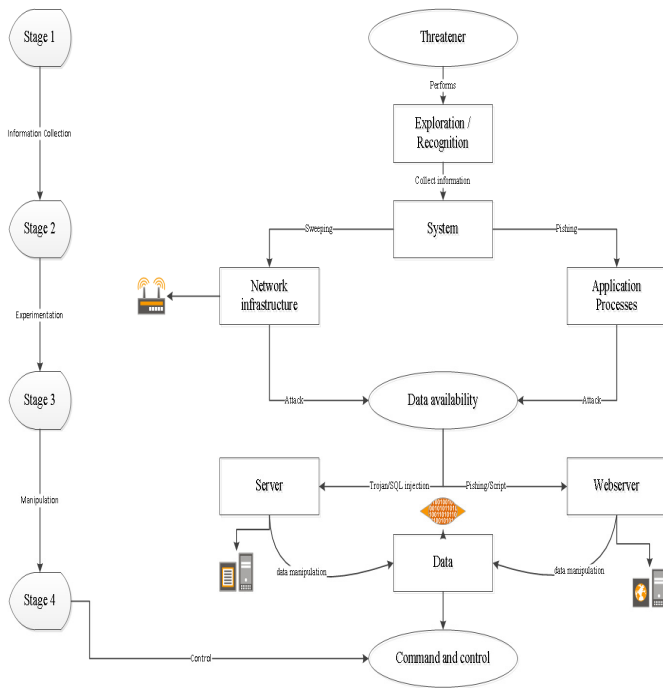 Stage 1
Threatener
Performs
Exploration /
Recognition
Information Collection
Collect information
Stage 2
System
Sweeping
Pishing
Network
infrastructure
Application
Processes
Experimentation
Stage 3
Attack
Data availability
Attack
Server
Trojan/SQL injection
Pishing/Script
Webserver
Manipulation
data manipulation
Data
data manipulation
Stage 4
Control
Command and control